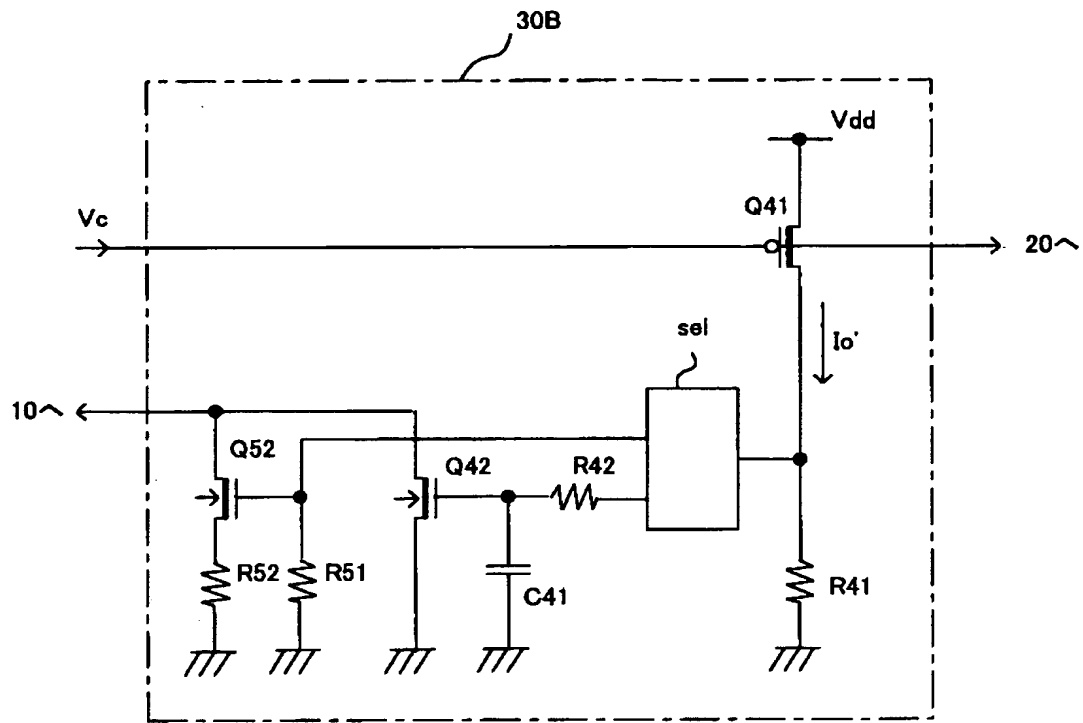 30B
Vdd
Q41
Vc
20へ
sel
Io'
10へ
Q52
Q42
R42
R52
R51
C41
R41